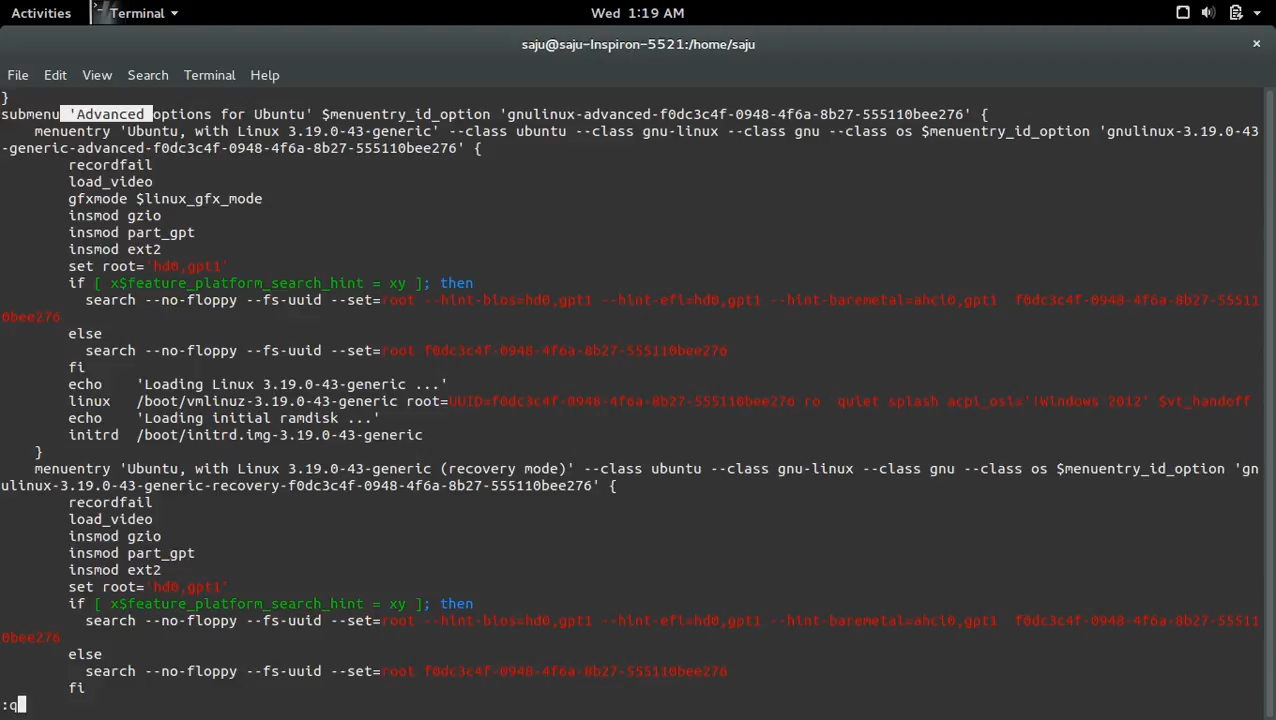 Activities
Terminal
Wed 1:19 AM
saju@saju-Inspiron-5521:/home/saju
File Edit View Search Terminal Help
}
submenu 'Advanced options for Ubuntu' $menuentry_id_option 'gnulinux-advanced-f0dc3c4f-0948-4f6a-8b27-555110bee276' {
menuentry 'Ubuntu, with Linux 3.19.0-43-generic' --class ubuntu --class gnu-linux --class gnu --class os $menuentry_id_option 'gnulinux-3.19.0-43
-generic-advanced-f0dc3c4f-0948-4f6a-8b27-555110bee276' {
recordfail
load_video
gfxmode $linux_gfx_mode
insmod gzio
insmod part_gpt
insmod ext2
set root='hd0,gpt1'
if [ x$feature_platform_search_hint = xy ]; then
search --no-floppy --fs-uuid --set=root --hint-bios=hd0,gpt1 --hint-efi=hd0,gpt1 --hint-baremetal=ahci0,gpt1 f0dc3c4f-0948-4f6a-8b27-55511
0bee276
else
search --no-floppy --fs-uuid --set=root f0dc3c4f-0948-4f6a-8b27-555110bee276
fi
echo 'Loading Linux 3.19.0-43-generic ...'
linux /boot/vmlinuz-3.19.0-43-generic root=UUID=f0dc3c4f-0948-4f6a-8b27-555110bee276 ro quiet splash acpi_osi='!Windows 2012' $vt_handoff
echo 'Loading initial ramdisk ...'
initrd /boot/initrd.img-3.19.0-43-generic
}
menuentry 'Ubuntu, with Linux 3.19.0-43-generic (recovery mode)' --class ubuntu --class gnu-linux --class gnu --class os $menuentry_id_option 'gn
ulinux-3.19.0-43-generic-recovery-f0dc3c4f-0948-4f6a-8b27-555110bee276' {
recordfail
load_video
insmod gzio
insmod part_gpt
insmod ext2
set root='hd0,gpt1'
if [ x$feature_platform_search_hint = xy ]; then
search --no-floppy --fs-uuid --set=root --hint-bios=hd0,gpt1 --hint-efi=hd0,gpt1 --hint-baremetal=ahci0,gpt1 f0dc3c4f-0948-4f6a-8b27-55511
0bee276
else
search --no-floppy --fs-uuid --set=root f0dc3c4f-0948-4f6a-8b27-555110bee276
fi
:q